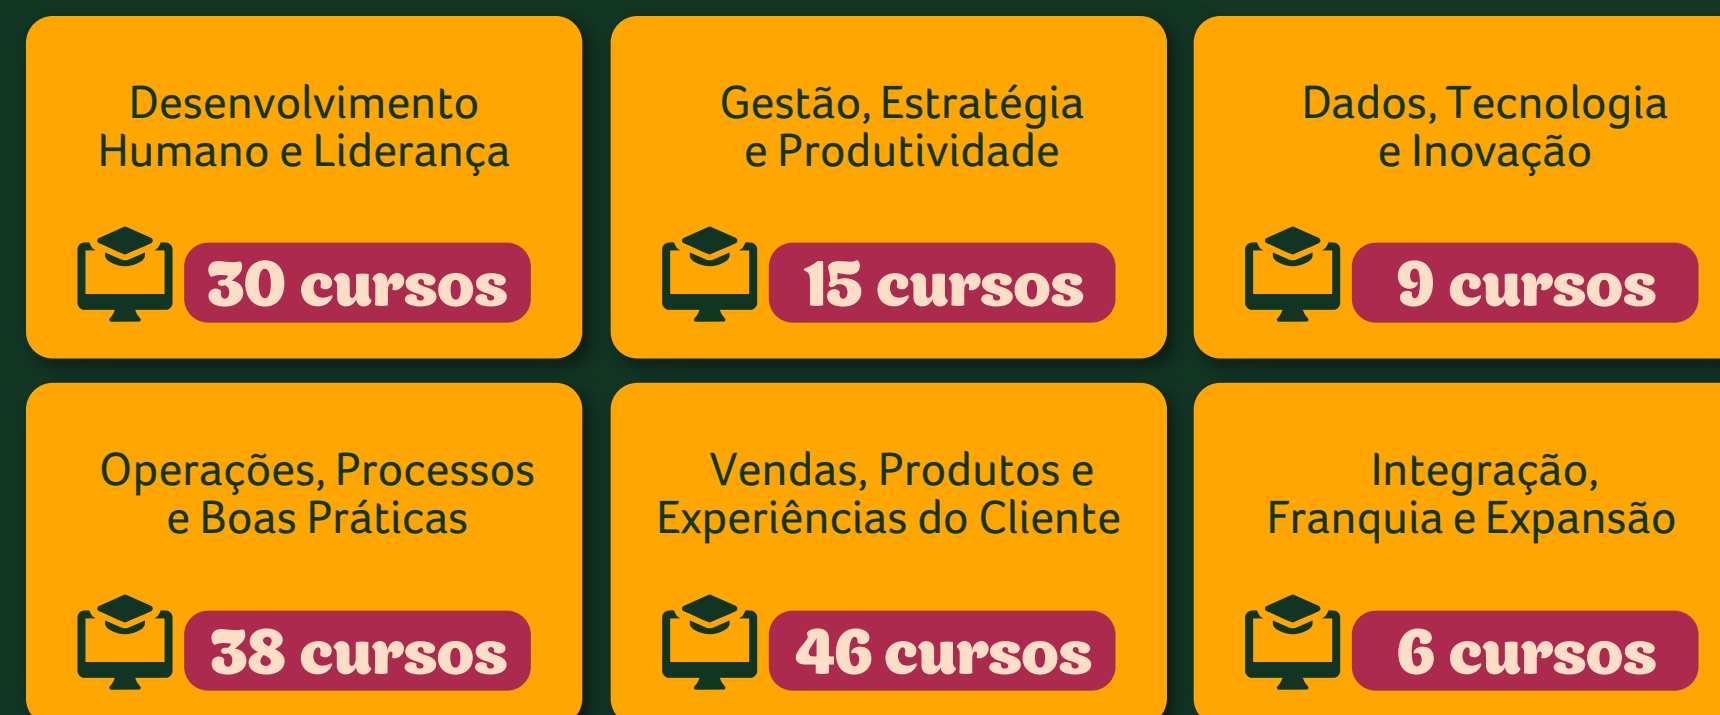 Desenvolvimento
Humano e Liderança
30 cursos
Gestão, Estratégia
e Produtividade
15 cursos
Dados, Tecnologia
e Inovação
9 cursos
Operações, Processos
e Boas Práticas
38 cursos
Vendas, Produtos e
Experiências do Cliente
46 cursos
Integração,
Franquia e Expansão
6 cursos